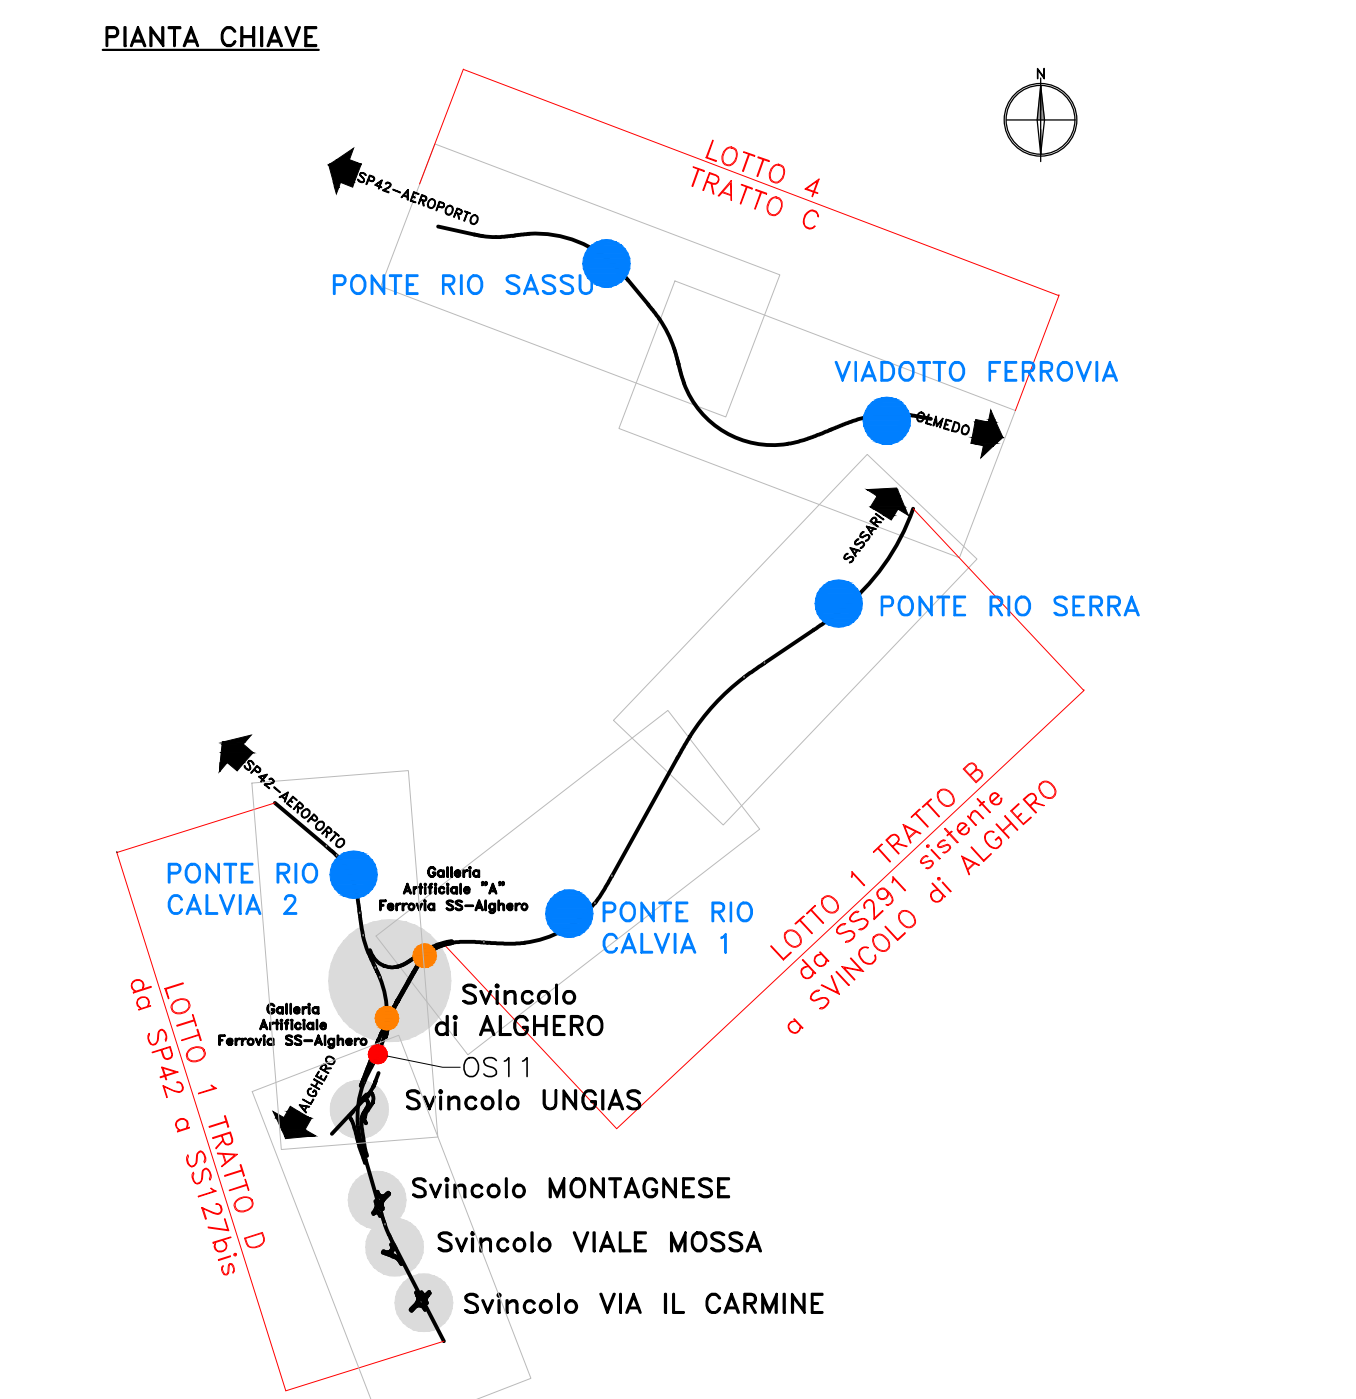 PIANTA CHIAVE
N
LOTTO 4
TRATTO C
SP42-AEROPORTO
PONTE RIO SASSU
VIADOTTO FERROVIA
OLMEDO
SASSARI
PONTE RIO SERRA
SP42-AEROPORTO
PONTE RIO
CALVIA 2
Galleria
Artificiale "A"
Ferrovia SS-Alghero
PONTE RIO
CALVIA 1
LOTTO 1 TRATTO B
da SS291 sistente
a SVINCOLO di ALGHERO
Svincolo
di ALGHERO
Galleria
Artificiale
Ferrovia SS-Alghero
OS11
ALGHERO
Svincolo UNGIAS
LOTTO 1 TRATTO D
da SP42 a SS127bis
Svincolo MONTAGNESE
Svincolo VIALE MOSSA
Svincolo VIA IL CARMINE